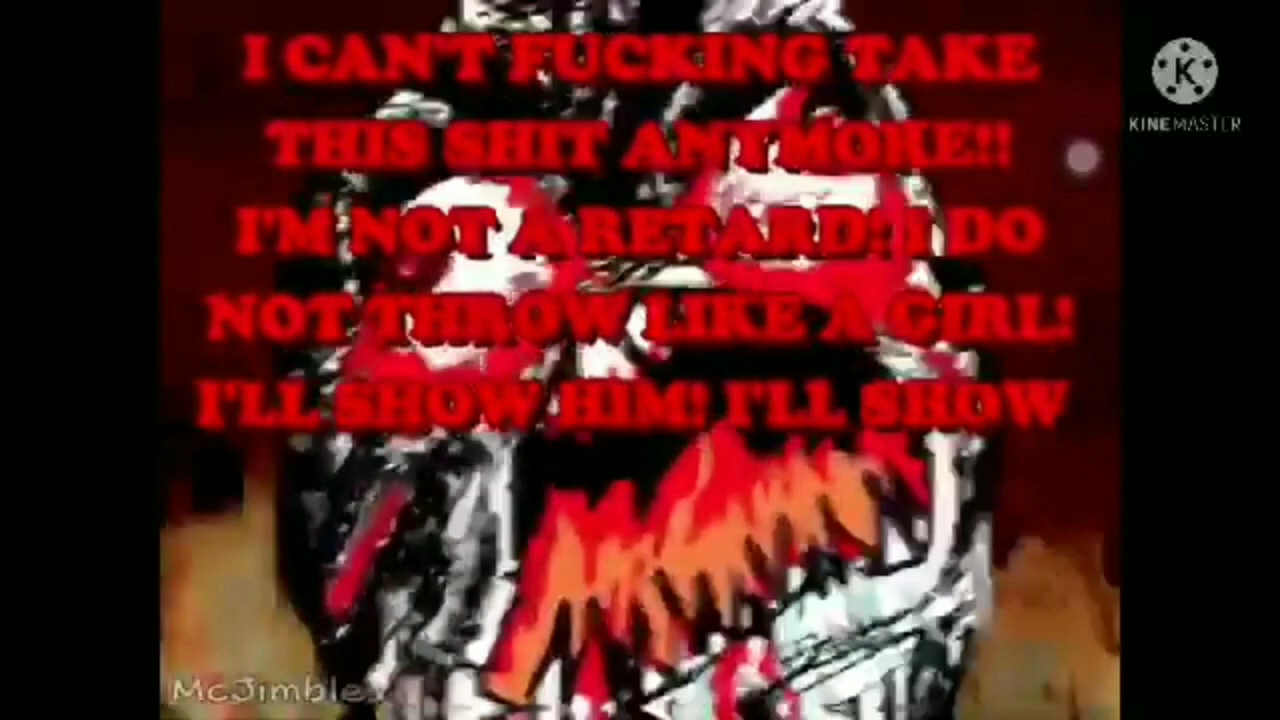 I CAN'T FUCKING TAKE
THIS SHIT ANYMORE!!
I'M NOT A RETARD! I DO
NOT THROW LIKE A GIRL!
I'LL SHOW HIM! I'LL SHOW
KINEMASTER
McJimbles